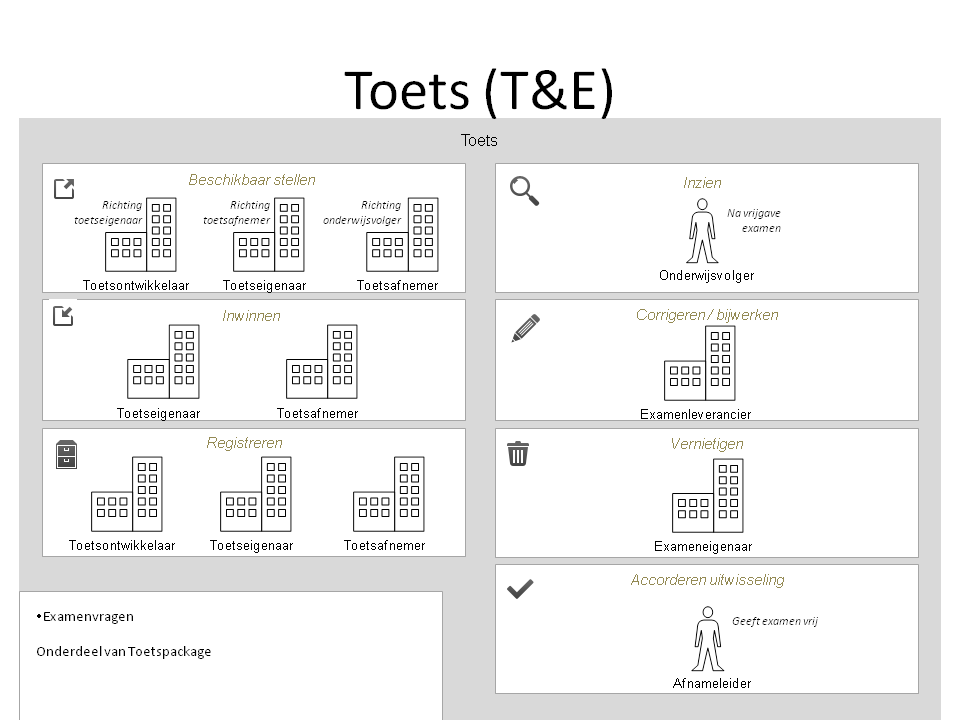 Toets (T&E)
Toets
Beschikbaar stellen
Richting
toetseigenaar
Richting
toetsafnemer
Richting
onderwijsvolger
Toetsontwikkelaar
Toetseigenaar
Toetsafnemer
Inwinnen
Toetseigenaar
Toetsafnemer
Registreren
Toetsontwikkelaar
Toetseigenaar
Toetsafnemer
•Examenvragen
Onderdeel van Toetspackage
Inzien
Na vrijgave
examen
Onderwijsvolger
Corrigeren / bijwerken
Examenleverancier
Vernietigen
Exameneigenaar
Accorderen uitwisseling
Geeft examen vrij
Afnameleider